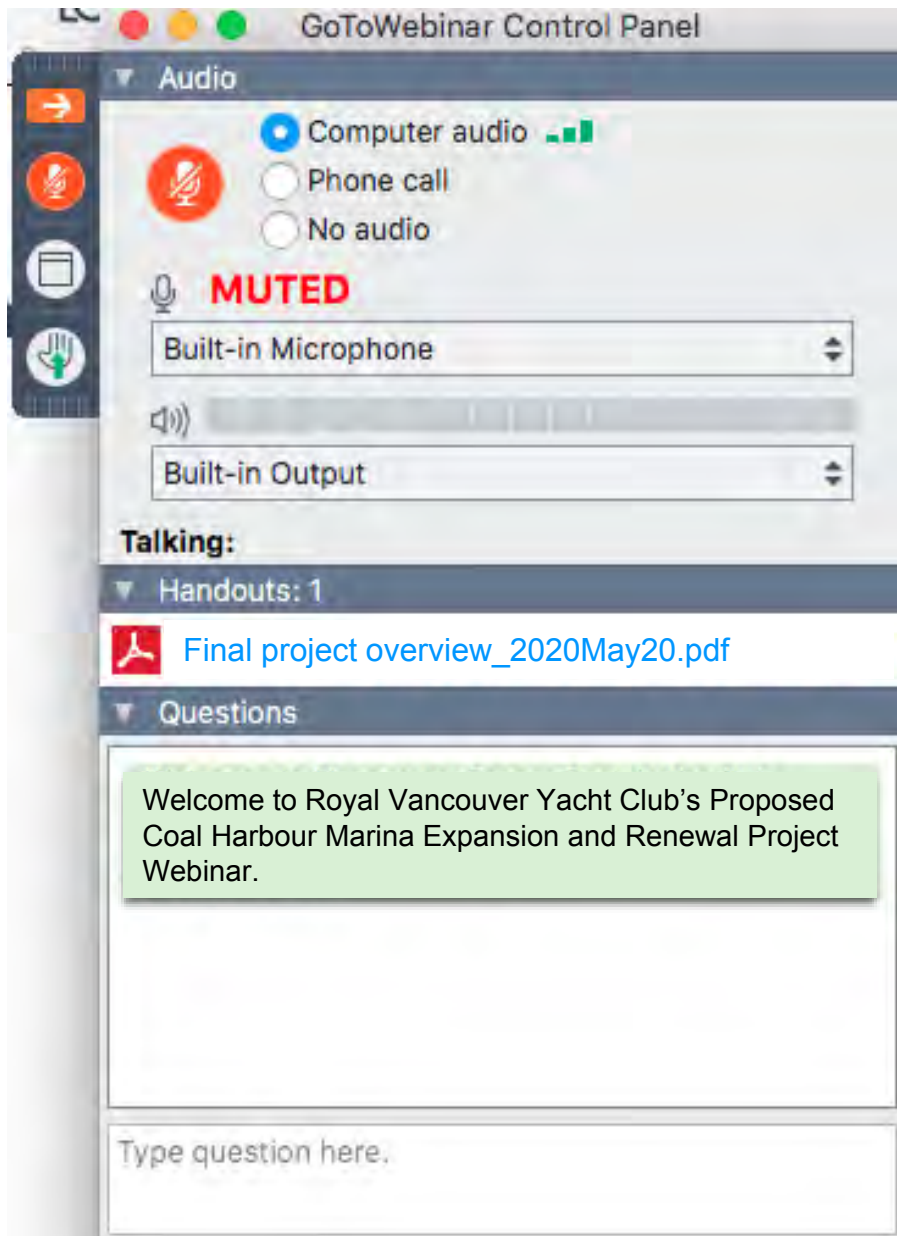 GoToWebinar Control Panel
Audio
Computer audio
Phone call
No audio
MUTED
Built-in Microphone
Built-in Output
Talking:
Handouts: 1
Final project overview_2020May20.pdf
Questions
Welcome to Royal Vancouver Yacht Club’s Proposed
Coal Harbour Marina Expansion and Renewal Project
Webinar.
Type question here.